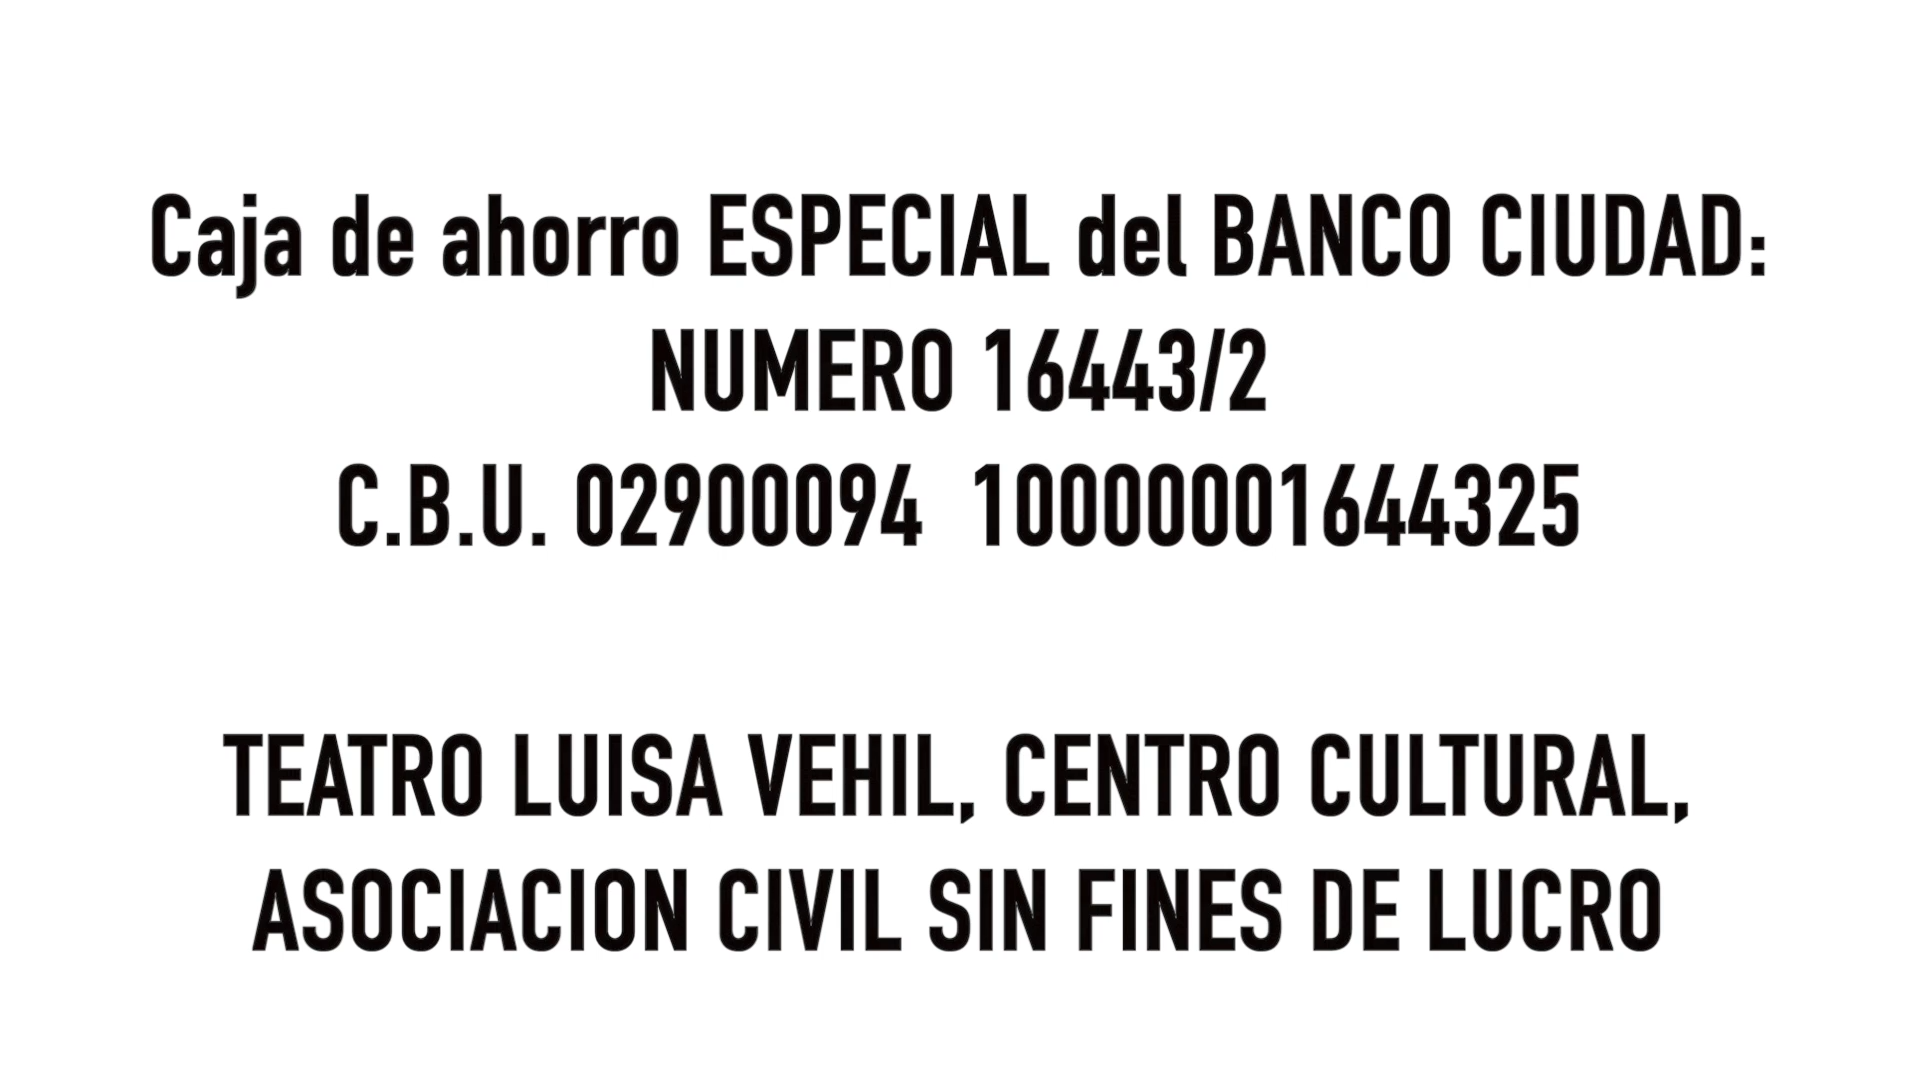 Caja de ahorro ESPECIAL del BANCO CIUDAD:
NUMERO 16443/2
C.B.U. 02900094  10000001644325
TEATRO LUISA VEHIL, CENTRO CULTURAL,
ASOCIACION CIVIL SIN FINES DE LUCRO